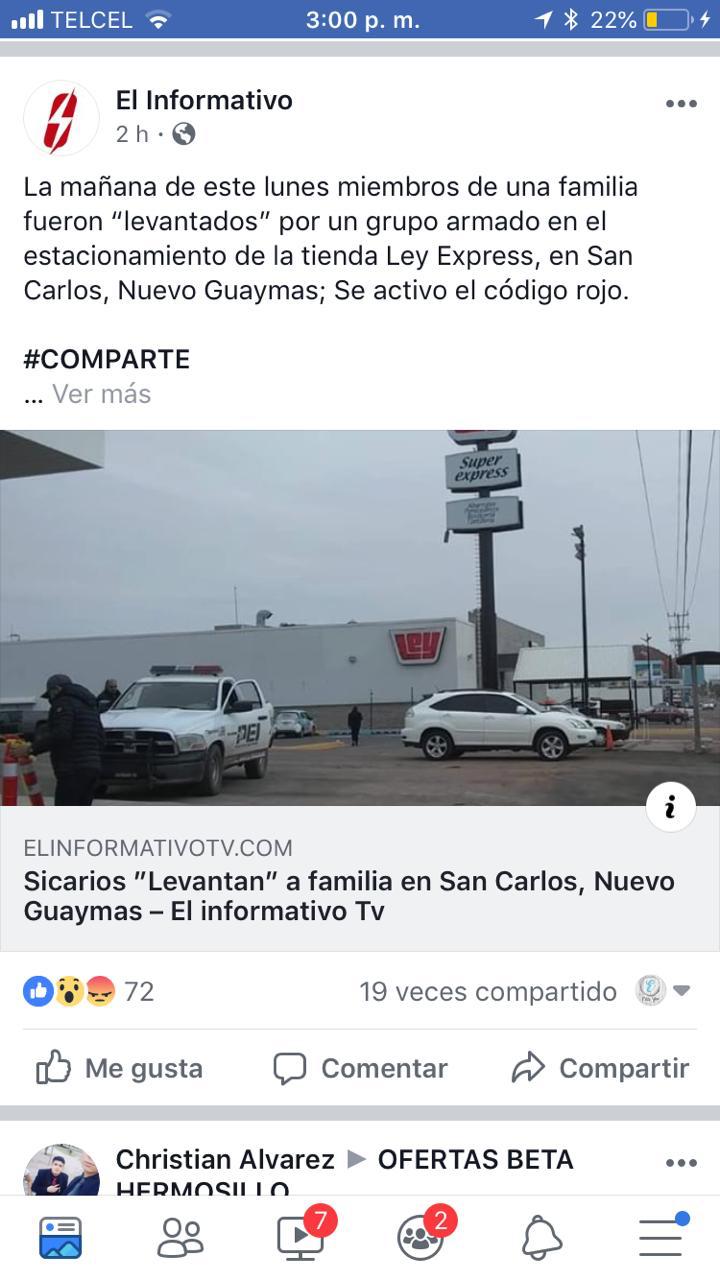 TELCEL 3:00 p. m. 22%
El Informativo
2 h ·
La mañana de este lunes miembros de una familia
fueron “levantados” por un grupo armado en el
estacionamiento de la tienda Ley Express, en San
Carlos, Nuevo Guaymas; Se activo el código rojo.
#COMPARTE
... Ver más
Super
express
Ley
PEI
i
ELINFORMATIVOTV.COM
Sicarios ”Levantan” a familia en San Carlos, Nuevo
Guaymas – El informativo Tv
72 19 veces compartido
Me gusta Comentar Compartir
Christian Alvarez ▶ OFERTAS BETA
HERMOSILLO
7 2